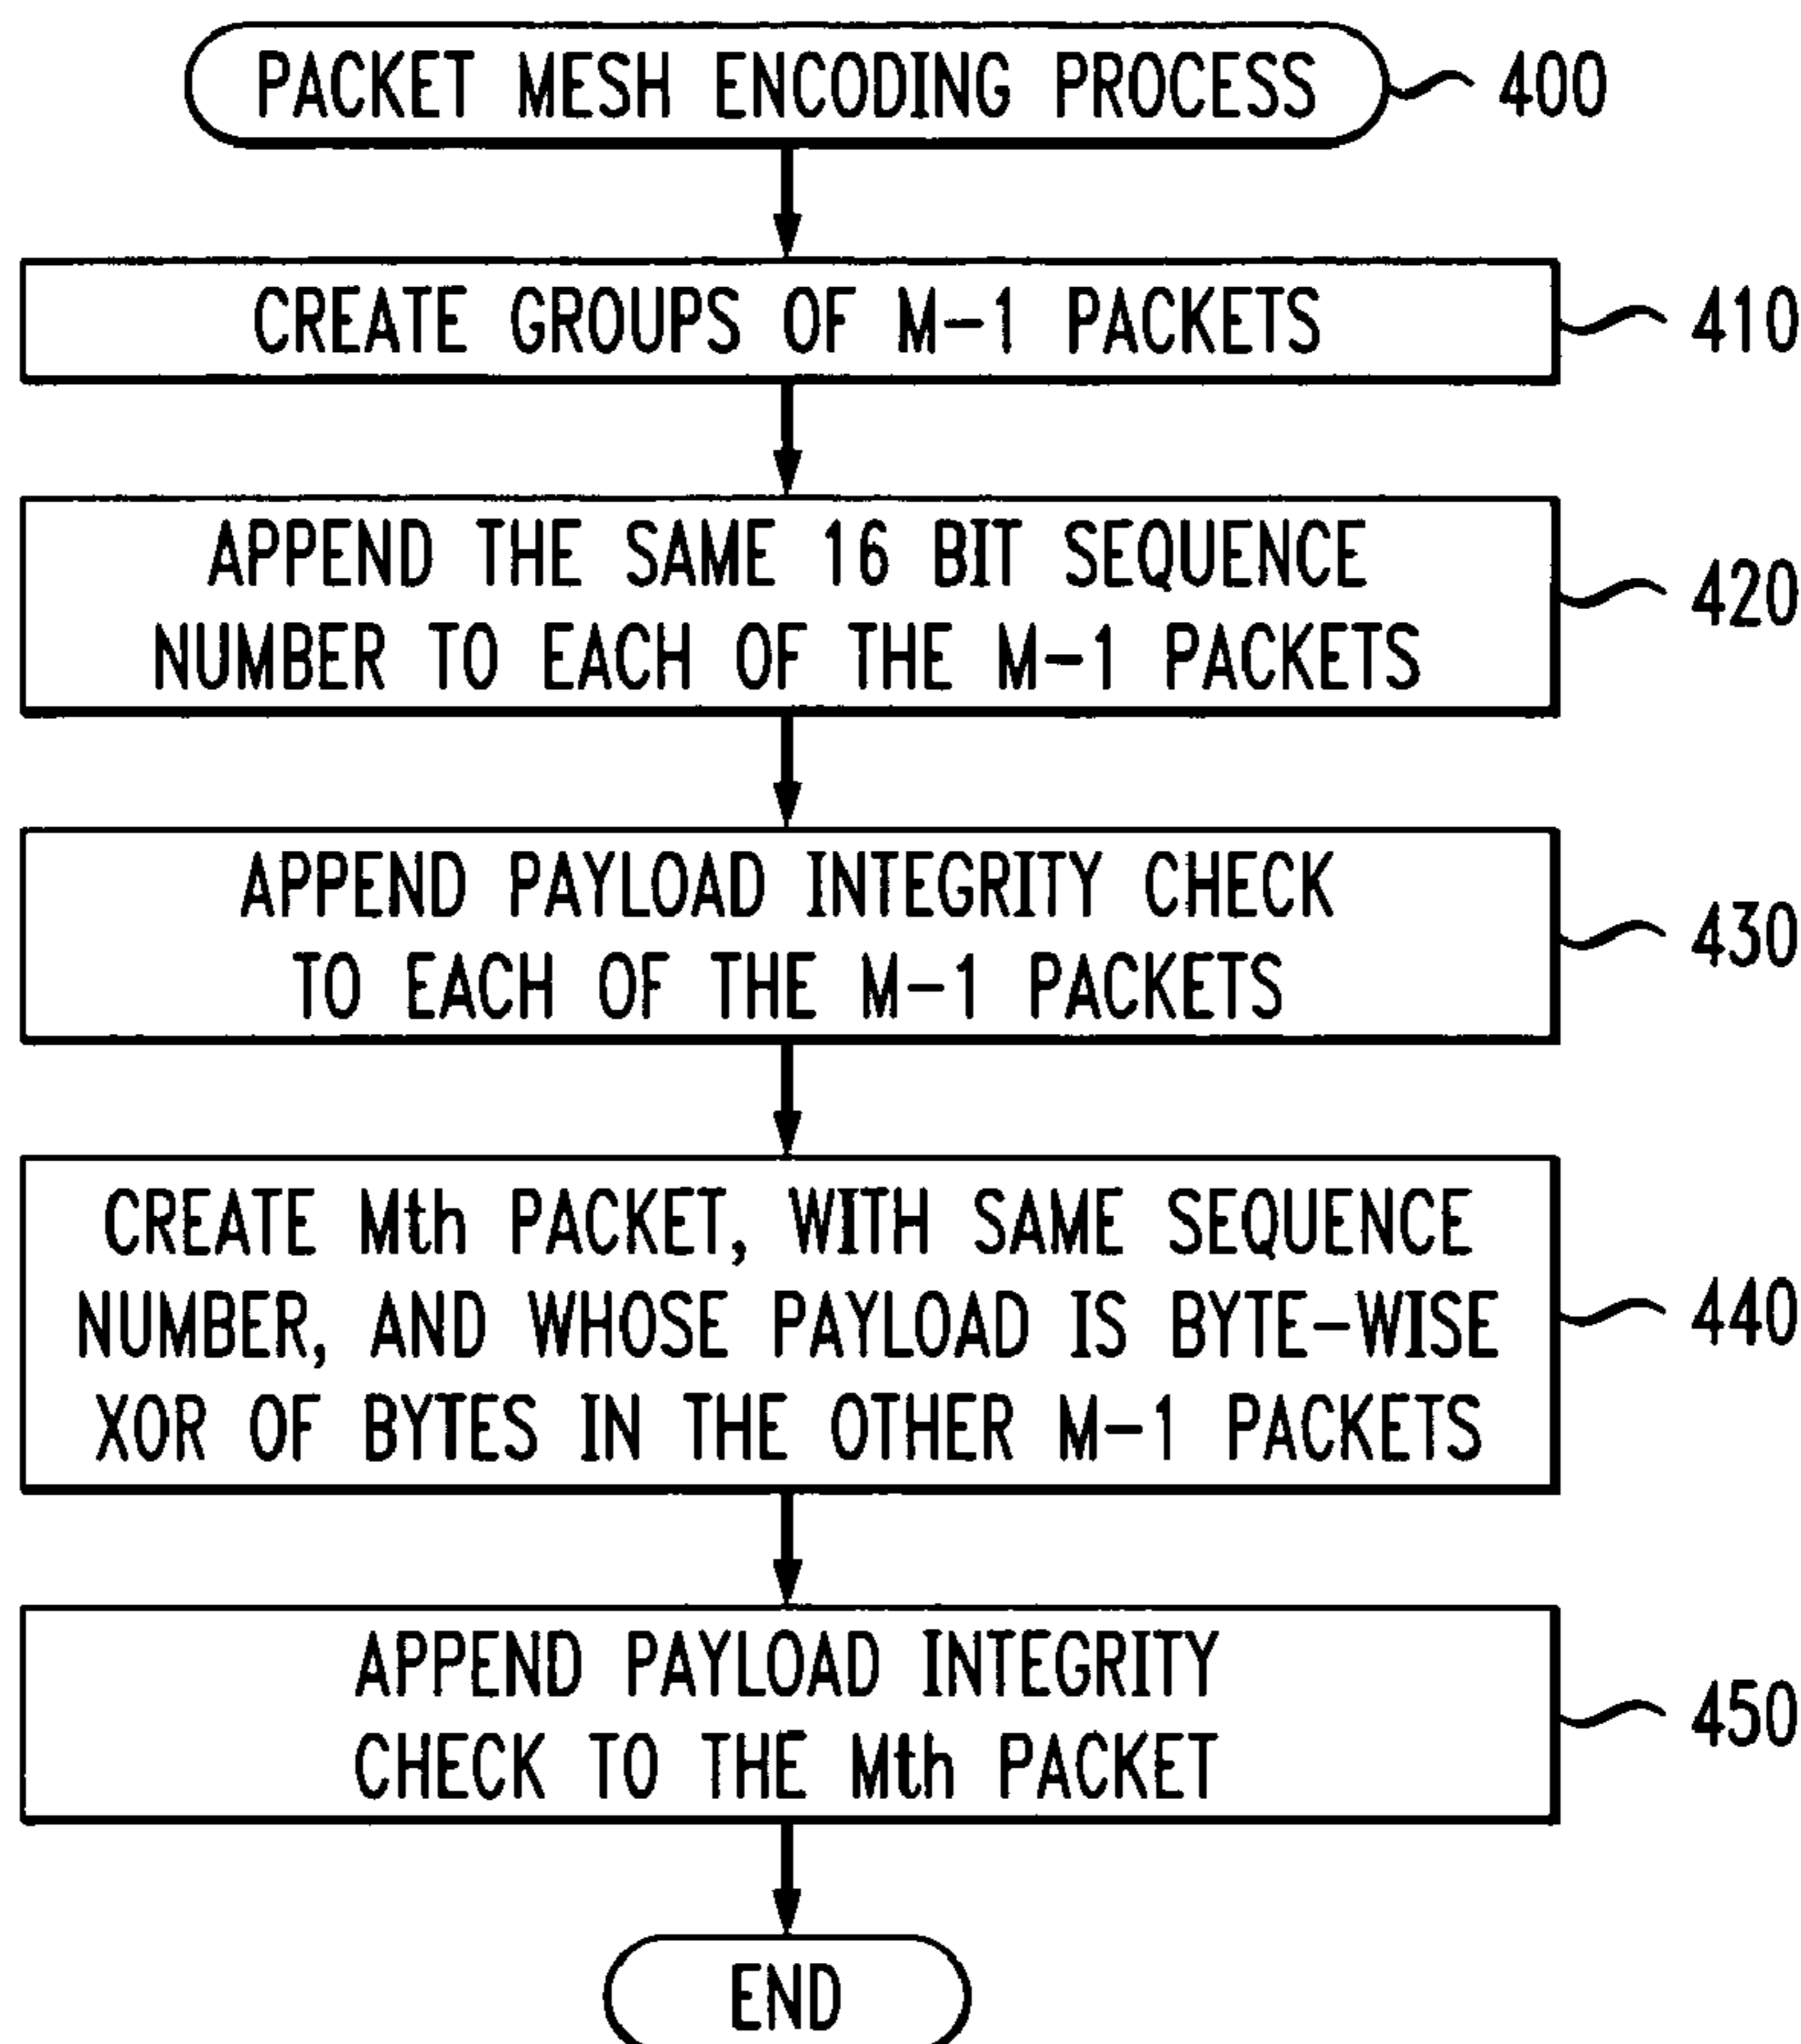 PACKET MESH ENCODING PROCESS 400
CREATE GROUPS OF M-1 PACKETS 410
APPEND THE SAME 16 BIT SEQUENCE
NUMBER TO EACH OF THE M-1 PACKETS
420
APPEND PAYLOAD INTEGRITY CHECK
TO EACH OF THE M-1 PACKETS
430
CREATE Mth PACKET, WITH SAME SEQUENCE
NUMBER, AND WHOSE PAYLOAD IS BYTE-WISE
XOR OF BYTES IN THE OTHER M-1 PACKETS
440
APPEND PAYLOAD INTEGRITY
CHECK TO THE Mth PACKET
450
END